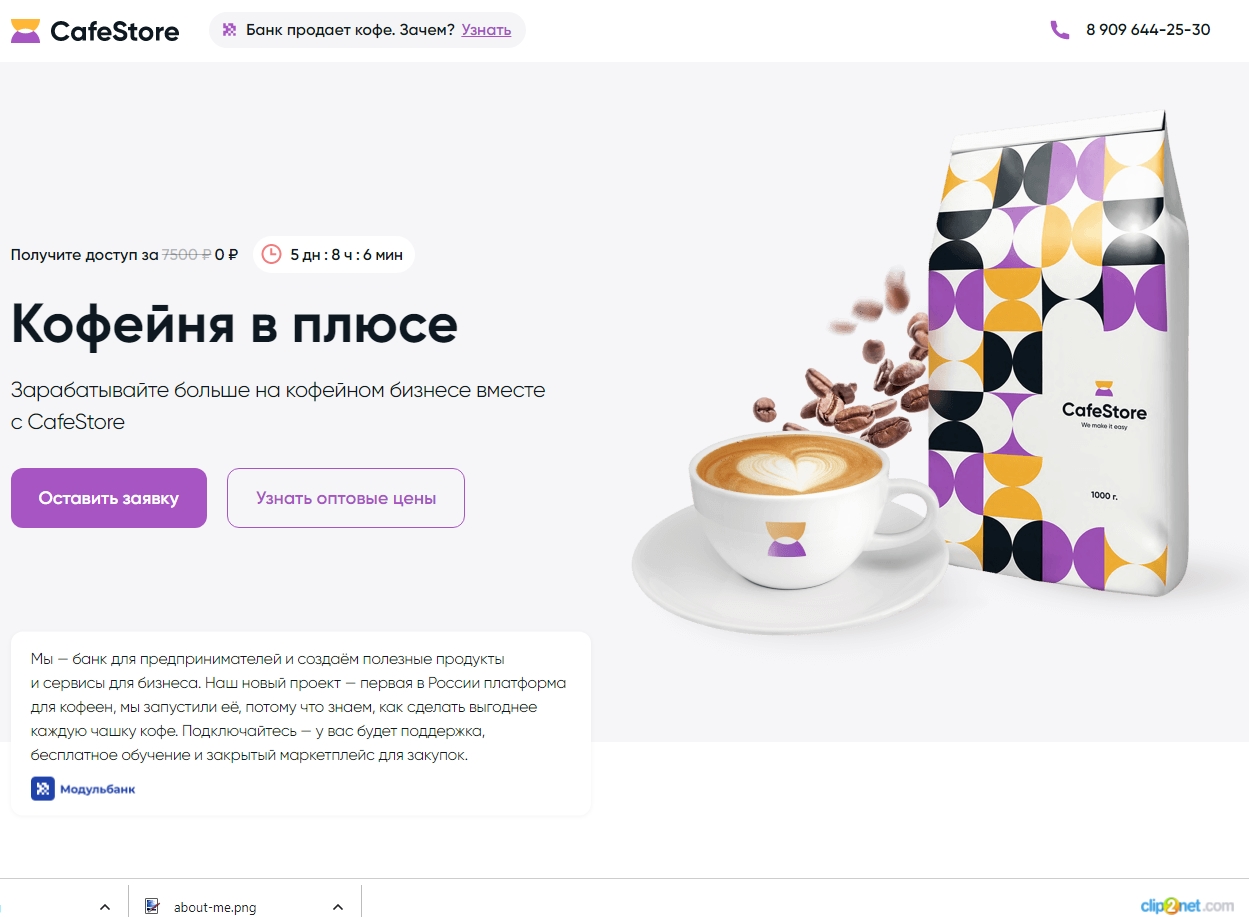 CafeStore
Банк продает кофе. Зачем? Узнать
8 909 644-25-30
Получите доступ за 7500 ₽ 0 ₽
5 дн : 8 ч : 6 мин
Кофейня в плюсе
Зарабатывайте больше на кофейном бизнесе вместе
с CafeStore
Оставить заявку
Узнать оптовые цены
CafeStore
We make it easy
1000 г.
Мы — банк для предпринимателей и создаём полезные продукты
и сервисы для бизнеса. Наш новый проект — первая в России платформа
для кофеен, мы запустили её, потому что знаем, как сделать выгоднее
каждую чашку кофе. Подключайтесь — у вас будет поддержка,
бесплатное обучение и закрытый маркетплейс для закупок.
Модульбанк
about-me.png
clip2net.com